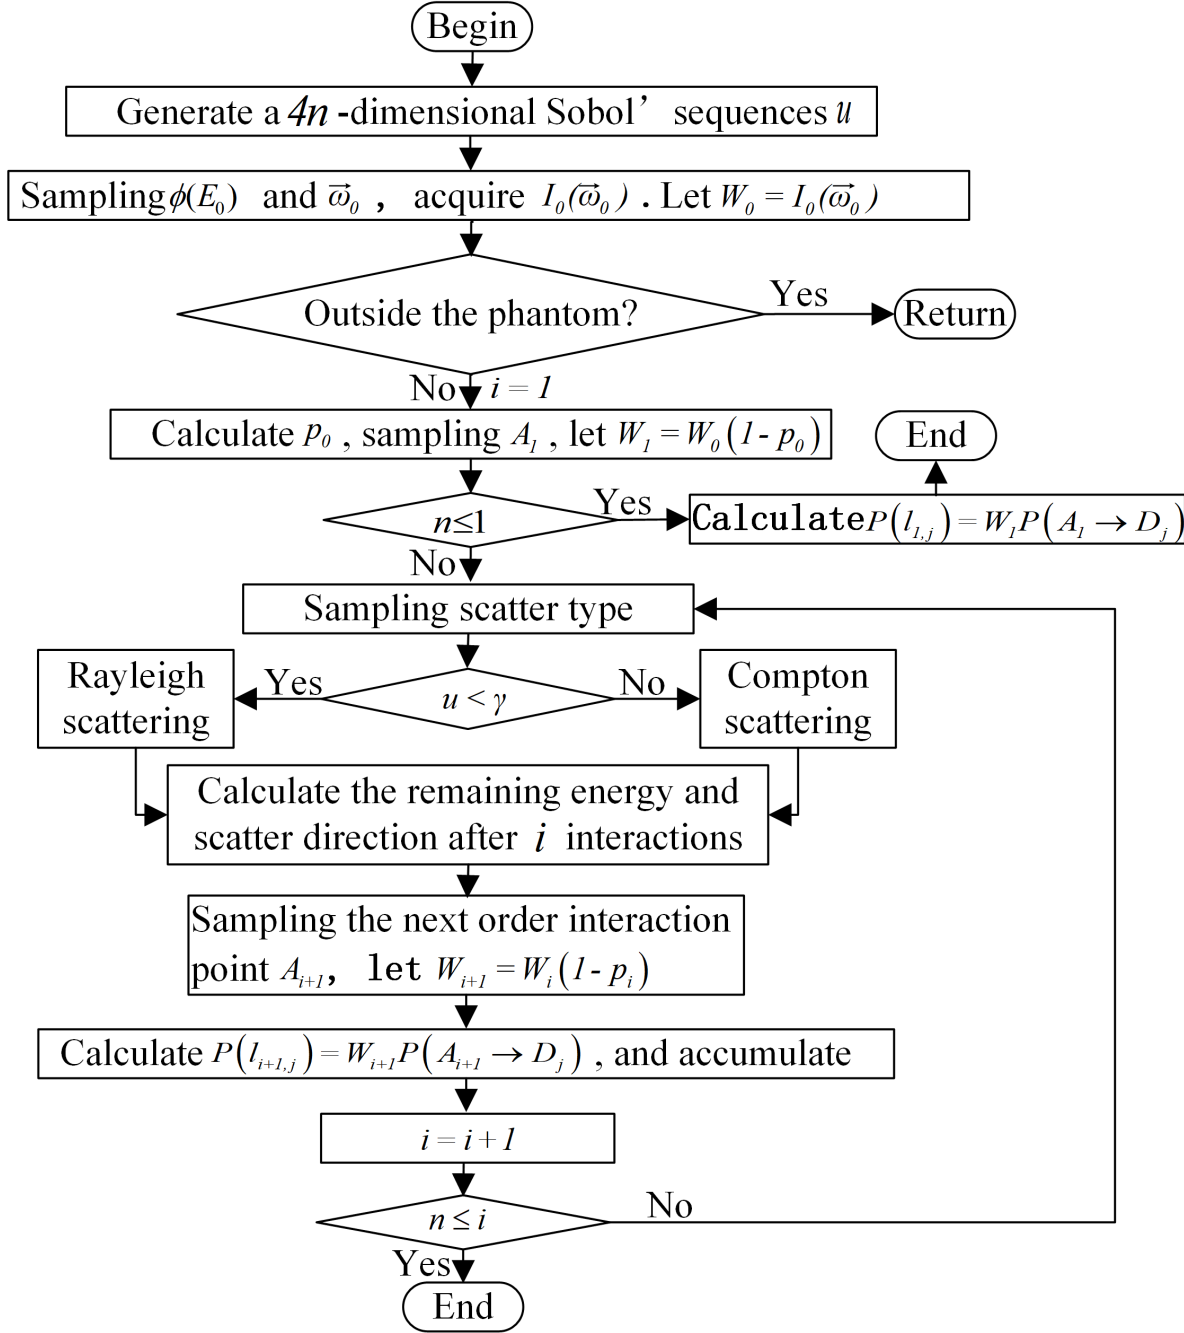 Begin
Generate a 4n -dimensional Sobol’ sequences u
Sampling ϕ(E₀) and ω⃗₀ , acquire I₀(ω⃗₀) . Let W₀ = I₀(ω⃗₀)
Outside the phantom?
Yes
Return
No
i = 1
Calculate p₀ , sampling A₁ , let W₁ = W₀(1 - p₀)
End
n≤1
Yes
Calculate P(l₁,ⱼ) = W₁P(A₁ → Dⱼ)
No
Sampling scatter type
Rayleigh
scattering
Yes
u < γ
No
Compton
scattering
Calculate the remaining energy and
scatter direction after i interactions
Sampling the next order interaction
point Aᵢ₊₁, let Wᵢ₊₁ = Wᵢ(1 - pᵢ)
Calculate P(lᵢ₊₁,ⱼ) = Wᵢ₊₁P(Aᵢ₊₁ → Dⱼ) , and accumulate
i = i + 1
n ≤ i
No
Yes
End